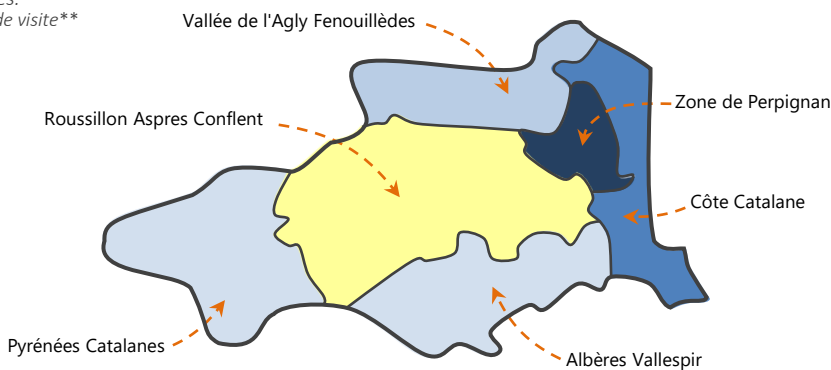 de visite**
Vallée de l'Agly Fenouillèdes
Zone de Perpignan
Roussillon Aspres Conflent
Côte Catalane
Pyrénées Catalanes
Albères Vallespir